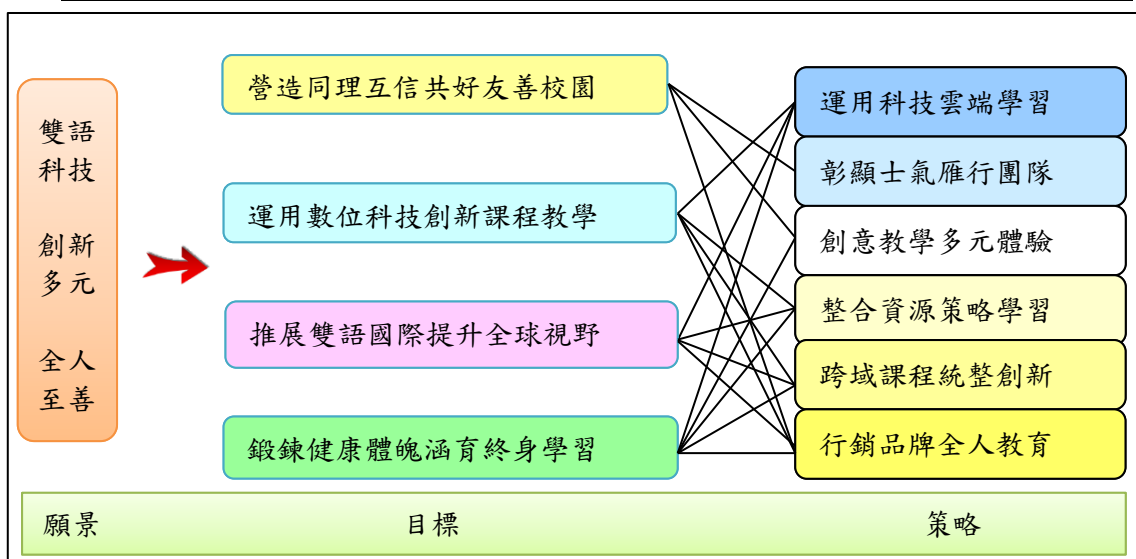 雙語
科技
創新
多元
全人
至善
營造同理互信共好友善校園
運用數位科技創新課程教學
推展雙語國際提升全球視野
鍛鍊健康體魄涵育終身學習
運用科技雲端學習
彰顯士氣雁行團隊
創意教學多元體驗
整合資源策略學習
跨域課程統整創新
行銷品牌全人教育
願景
目標
策略